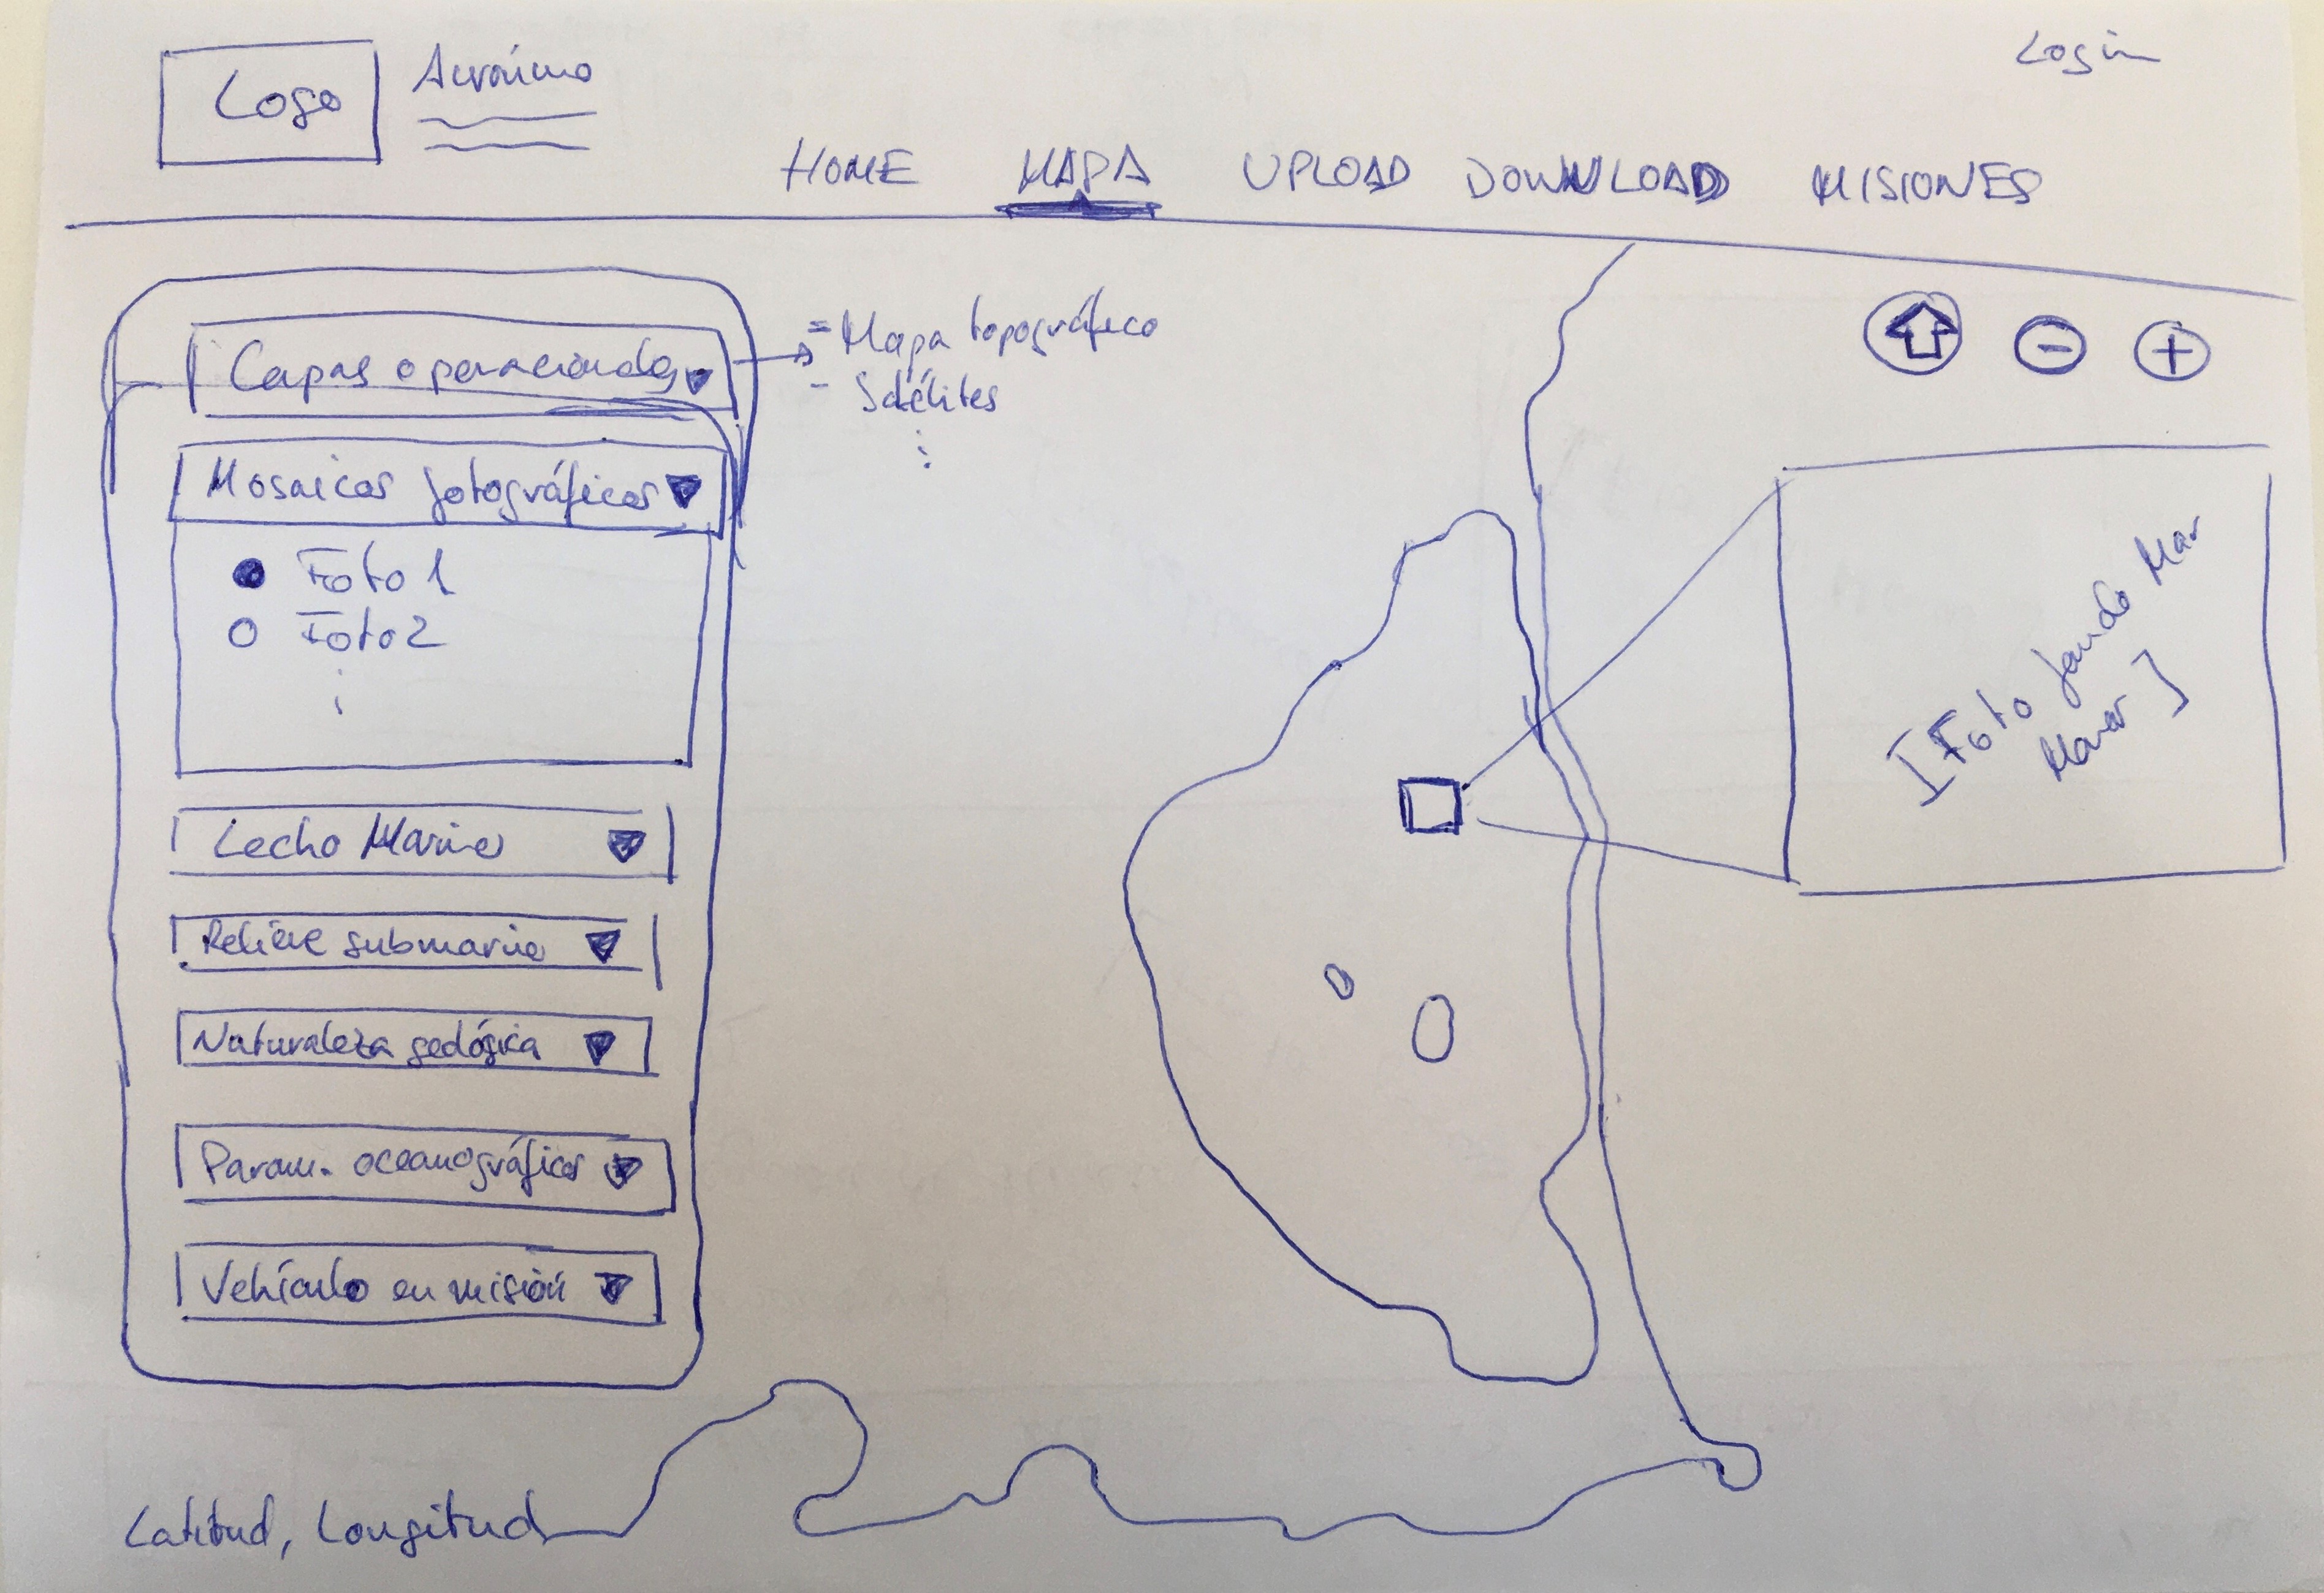 Logo
Acrónimo
Login
HOME MAPA UPLOAD DOWNLOAD MISIONES
Capas operacionales
- Mapa topográfico
- Satélites
Mosaicos fotográficos
Foto 1
Foto 2
Lecho Marino
Relieve submarino
Naturaleza geológica
Param. oceanográficos
Vehículo en misión
[Foto fondo Mar
Menor]
Latitud, Longitud